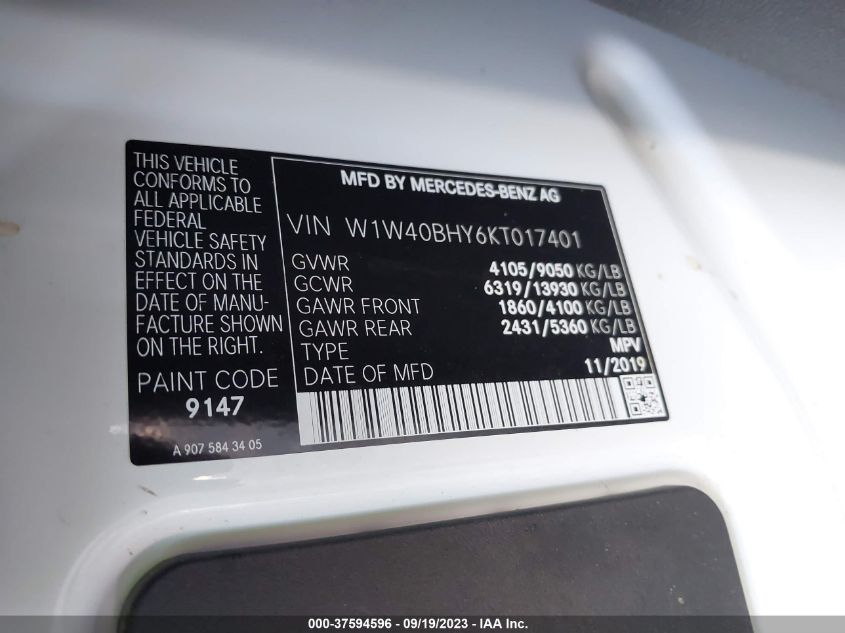 THIS VEHICLE
CONFORMS TO
ALL APPLICABLE
FEDERAL
VEHICLE SAFETY
STANDARDS IN
EFFECT ON THE
DATE OF MANU-
FACTURE SHOWN
ON THE RIGHT.
PAINT CODE
9147
A 907 584 34 05
MFD BY MERCEDES-BENZ AG
VIN W1W40BHY6KT017401
GVWR 4105/9050 KG/LB
GCWR 6319/13930 KG/LB
GAWR FRONT 1860/4100 KG/LB
GAWR REAR 2431/5360 KG/LB
TYPE MPV
DATE OF MFD 11/2019
000-37594596 - 09/19/2023 - IAA Inc.